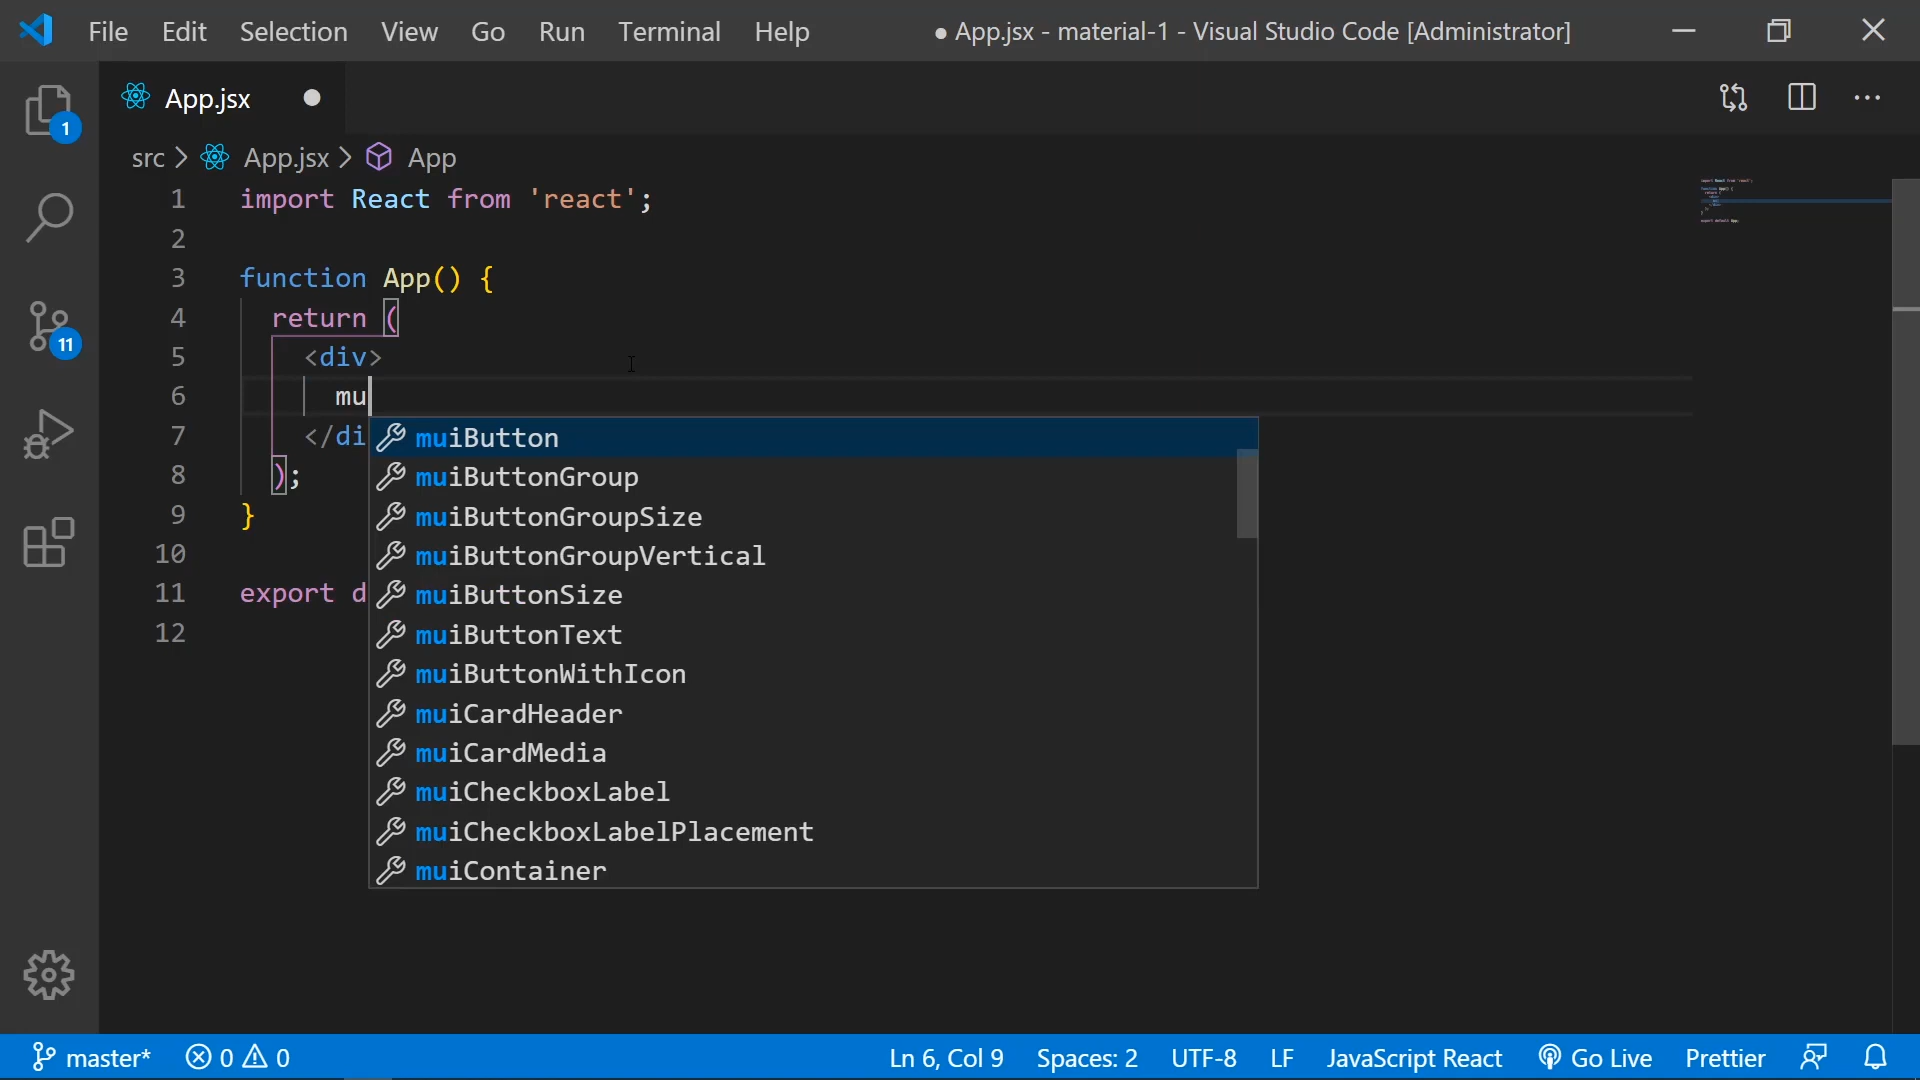 File Edit Selection View Go Run Terminal Help ● App.jsx - material-1 - Visual Studio Code [Administrator]
App.jsx
1
src > App.jsx > App
1 import React from 'react';
2
3 function App() {
4 return (
5 <div>
6 mu
7 </di
8 );
9 }
10
11 export d
12
11
muiButton
muiButtonGroup
muiButtonGroupSize
muiButtonGroupVertical
muiButtonSize
muiButtonText
muiButtonWithIcon
muiCardHeader
muiCardMedia
muiCheckboxLabel
muiCheckboxLabelPlacement
muiContainer
master* 0 0 Ln 6, Col 9 Spaces: 2 UTF-8 LF JavaScript React Go Live Prettier